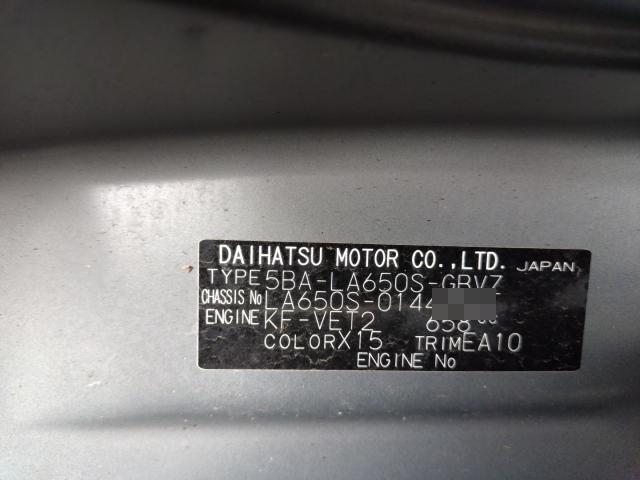 DAIHATSU MOTOR CO.,LTD. JAPAN
TYPE 5BA-LA650S-GBVZ
CHASSIS No LA650S-0144
ENGINE KF-VET2 658 cc
COLOR X15 TRIM EA10
ENGINE No